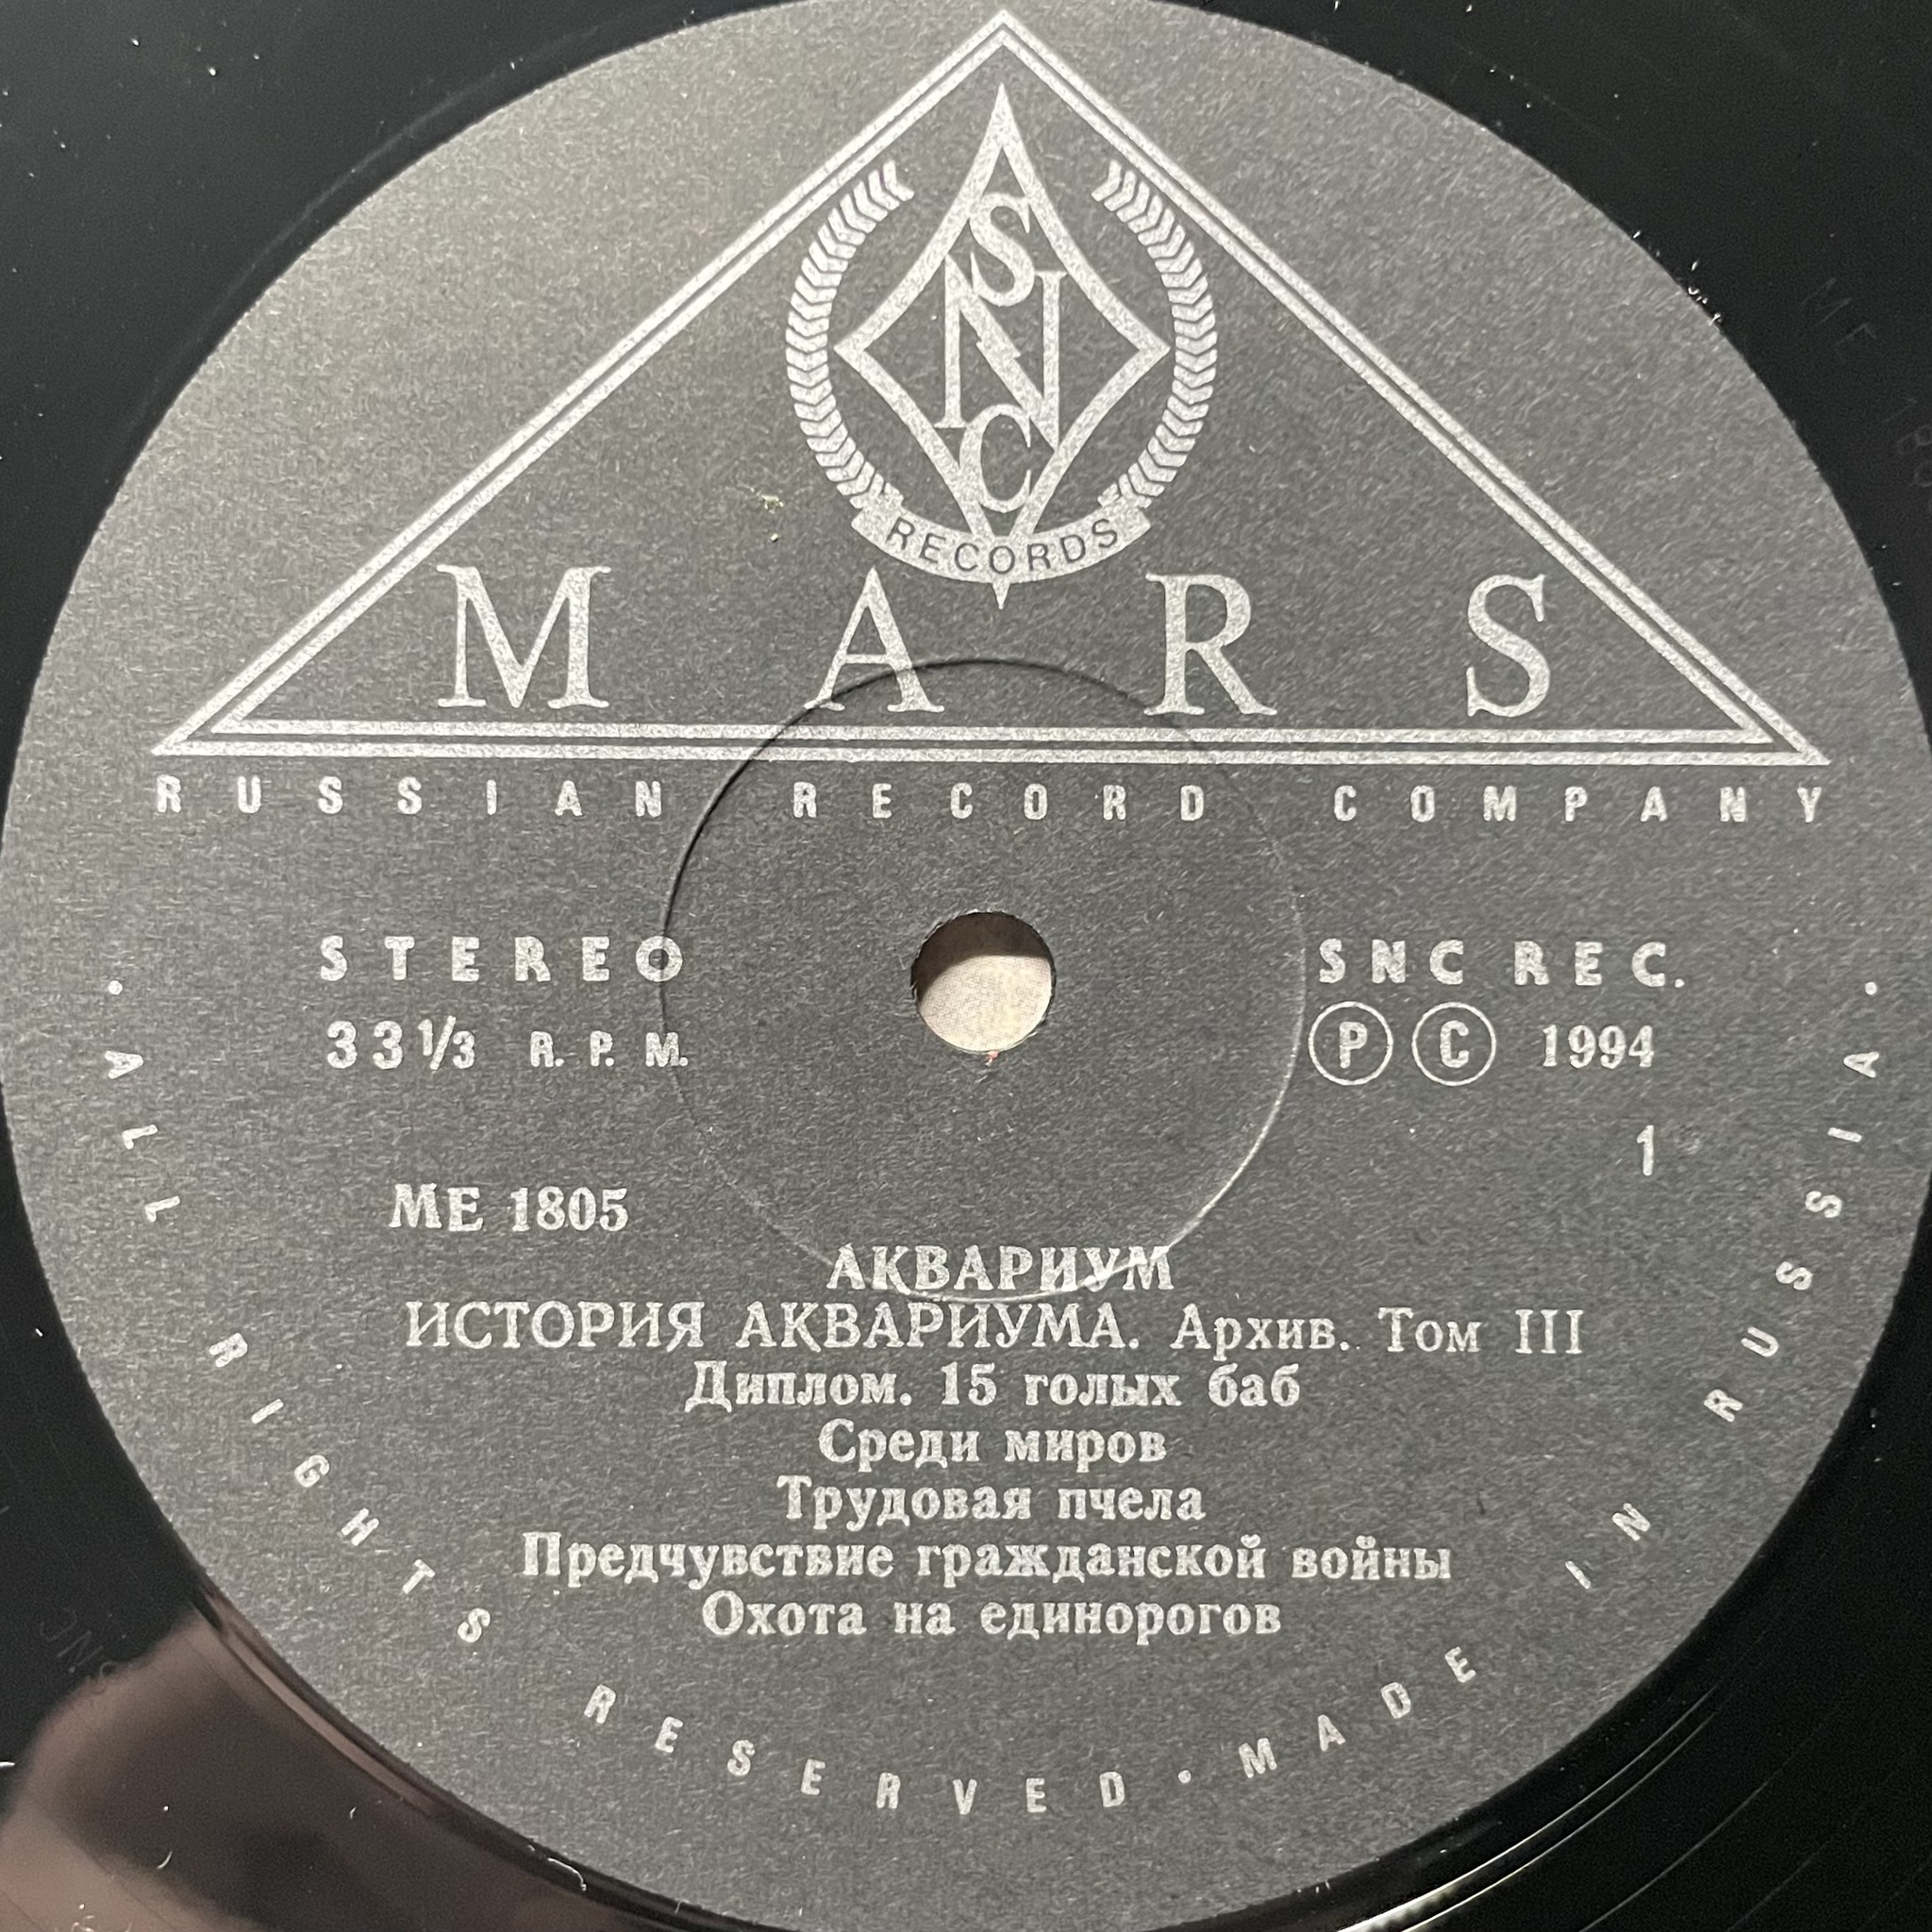 SNC
RECORDS
MARS
RUSSIAN RECORD COMPANY
STEREO
33 1/3 R. P. M.
SNC REC.
Ⓟ Ⓒ 1994
1
ME 1805
АКВАРИУМ
ИСТОРИЯ АКВАРИУМА. Архив. Том III
Диплом. 15 голых баб
Среди миров
Трудовая пчела
Предчувствие гражданской войны
Охота на единорогов
· ALL RIGHTS RESERVED · MADE IN RUSSIA ·